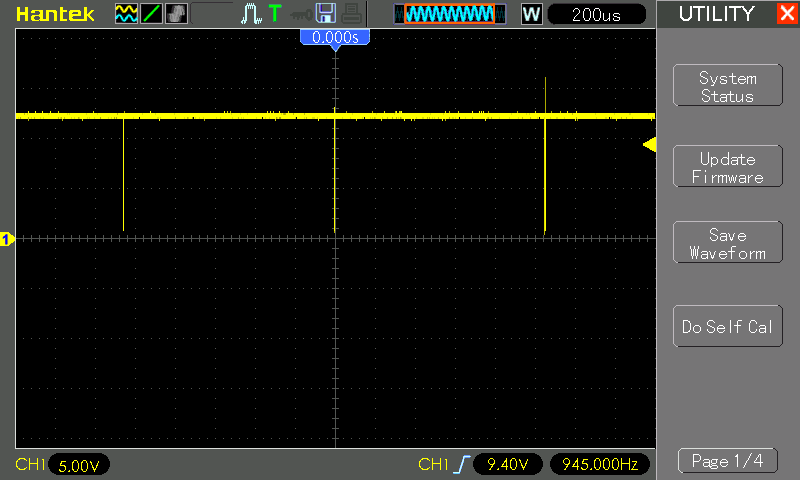 Hantek T W 200us UTILITY
0.000s
System
Status
Update
Firmware
1
Save
Waveform
Do Self Cal
CH1 5.00V CH1 9.40V 945.000Hz Page 1/4